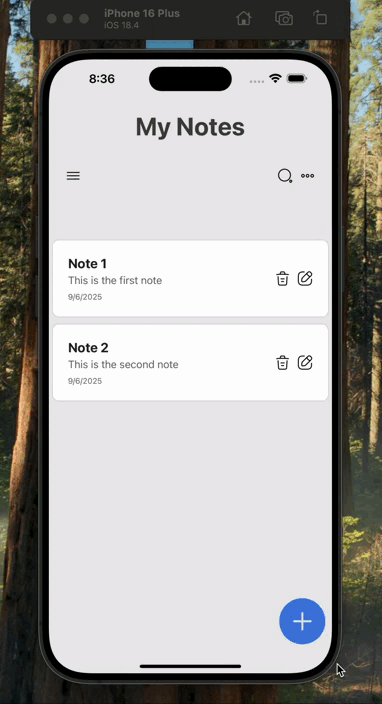 iPhone 16 Plus
iOS 18.4
8:36
My Notes
Note 1
This is the first note
9/6/2025
Note 2
This is the second note
9/6/2025